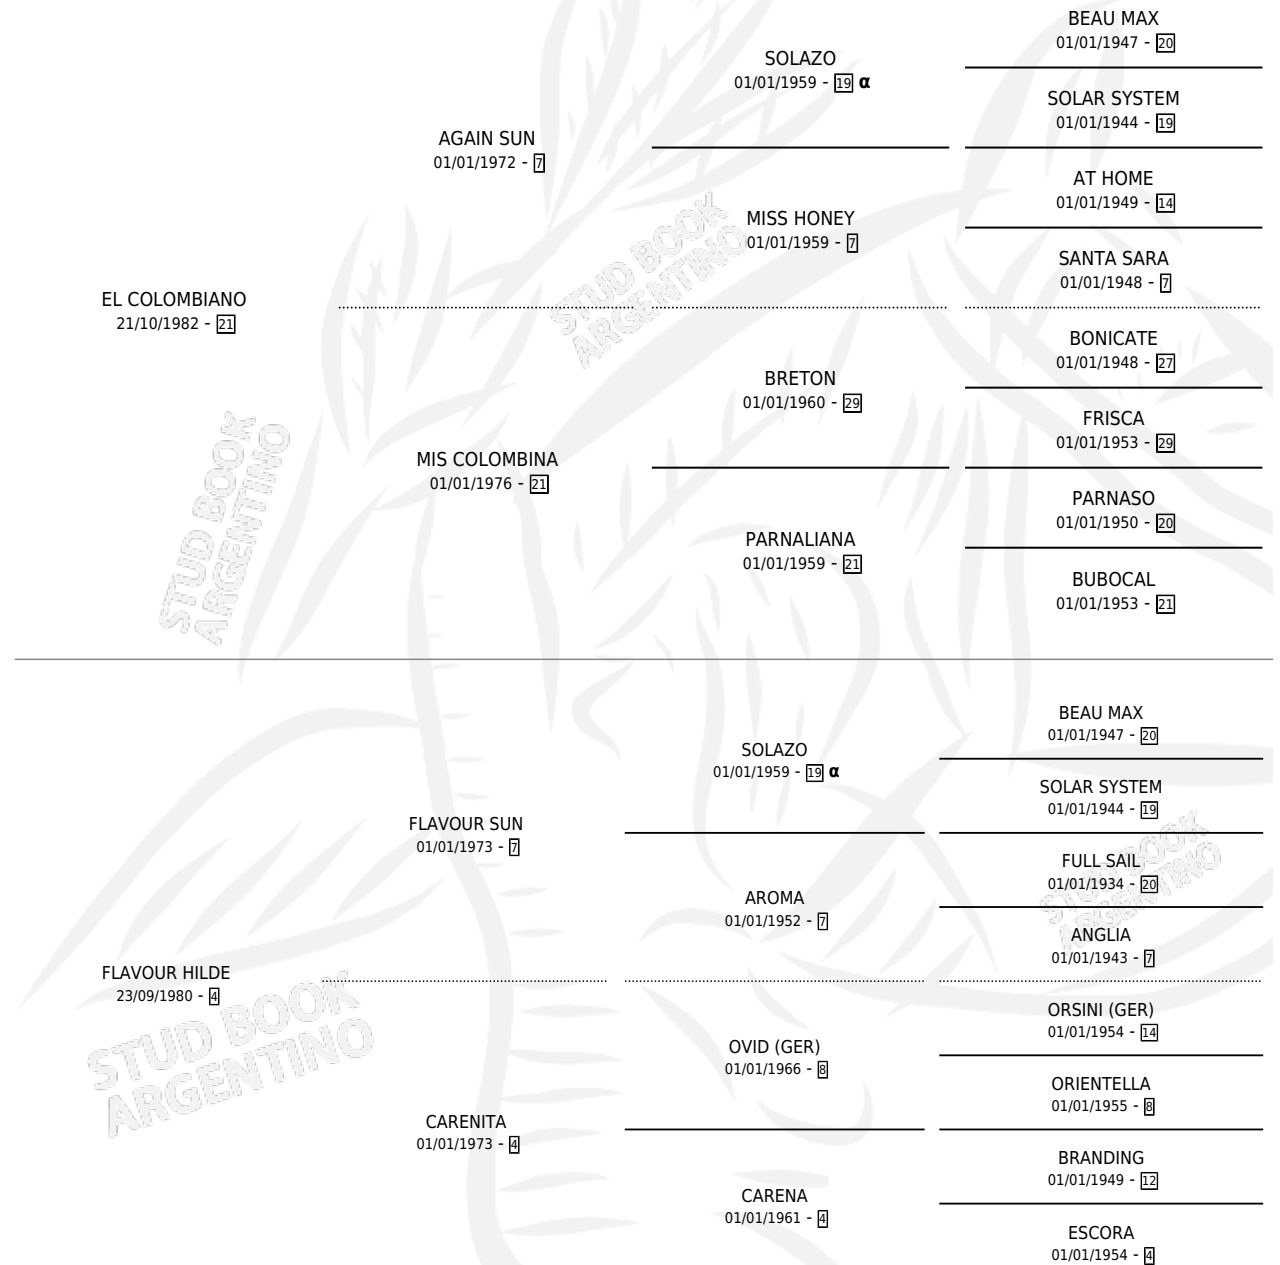 BEAU MAX
01/01/1947 - 20
SOLAZO
01/01/1959 - 19 α
SOLAR SYSTEM
01/01/1944 - 19
AGAIN SUN
01/01/1972 - 7
AT HOME
01/01/1949 - 14
MISS HONEY
01/01/1959 - 7
SANTA SARA
01/01/1948 - 7
EL COLOMBIANO
21/10/1982 - 21
BONICATE
01/01/1948 - 27
BRETON
01/01/1960 - 29
FRISCA
01/01/1953 - 29
MIS COLOMBINA
01/01/1976 - 21
PARNASO
01/01/1950 - 20
PARNALIANA
01/01/1959 - 21
BUBOCAL
01/01/1953 - 21
STUD BOOK
ARGENTINO
STUD BOOK
ARGENTINO
BEAU MAX
01/01/1947 - 20
SOLAZO
01/01/1959 - 19 α
SOLAR SYSTEM
01/01/1944 - 19
FLAVOUR SUN
01/01/1973 - 7
FULL SAIL
01/01/1934 - 20
AROMA
01/01/1952 - 7
ANGLIA
01/01/1943 - 7
FLAVOUR HILDE
23/09/1980 - 4
ORSINI (GER)
01/01/1954 - 14
OVID (GER)
01/01/1966 - 8
ORIENTELLA
01/01/1955 - 8
CARENITA
01/01/1973 - 4
BRANDING
01/01/1949 - 12
CARENA
01/01/1961 - 4
ESCORA
01/01/1954 - 4
STUD BOOK
ARGENTINO
STUD BOOK
ARGENTINO